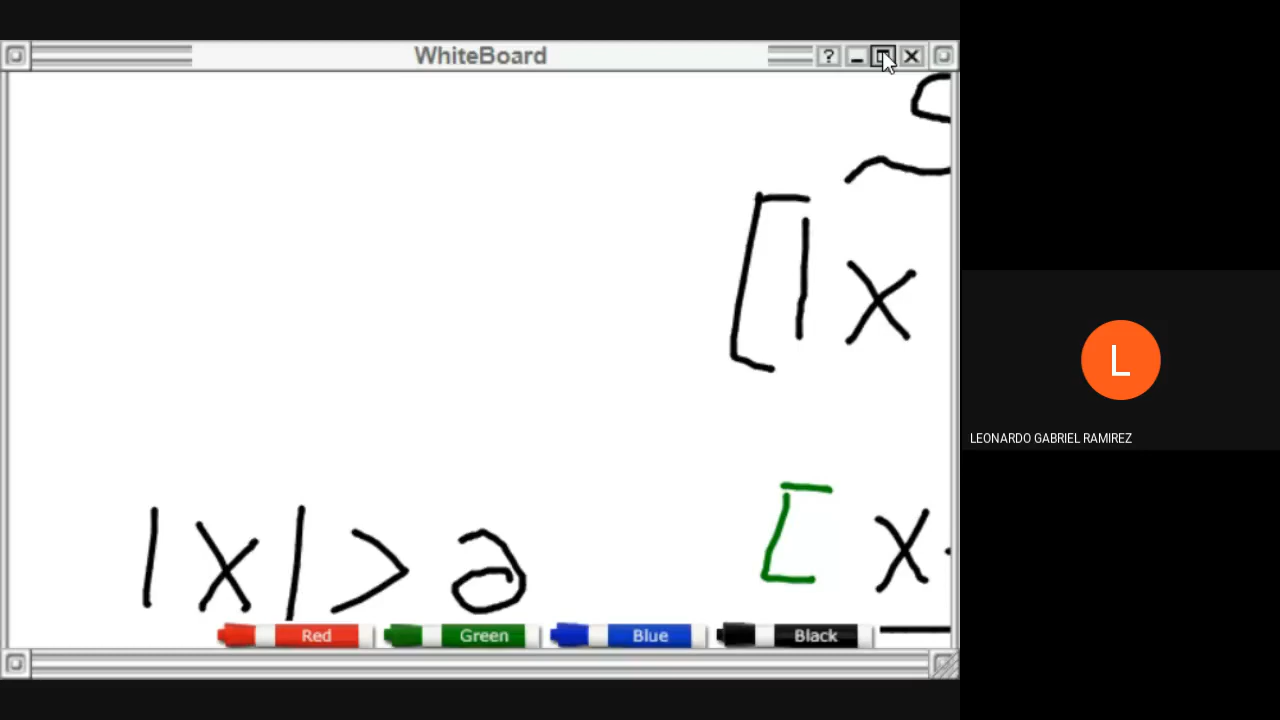 WhiteBoard
?
[|x
|x|>a
[x
Red Green Blue Black
L
LEONARDO GABRIEL RAMIREZ